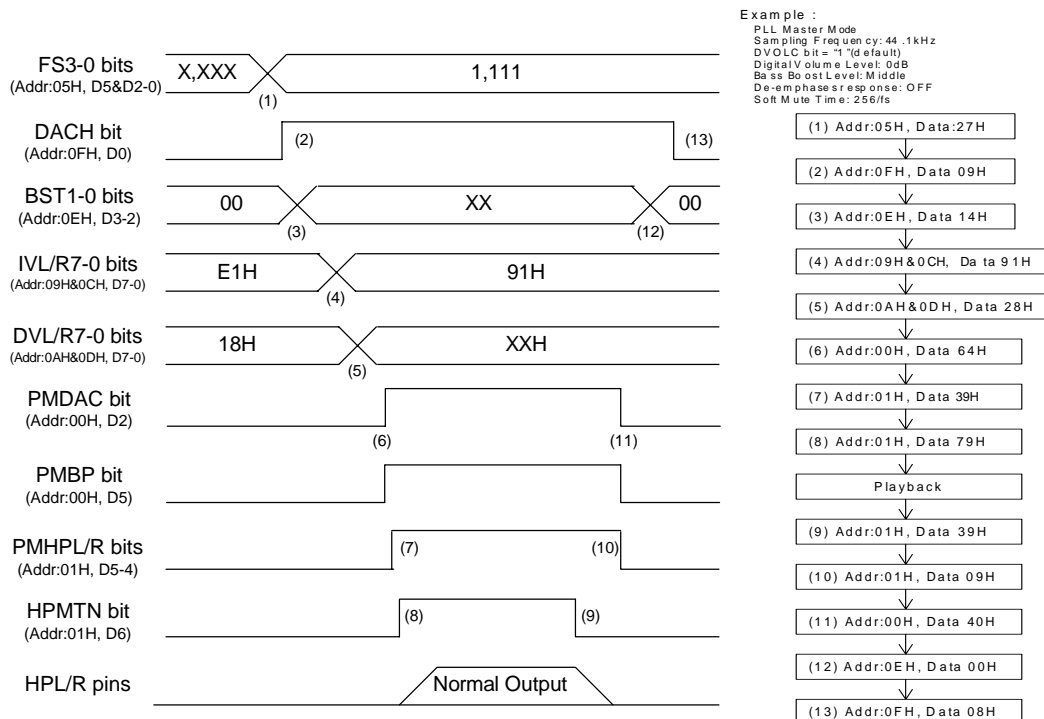 Example :
PLL Master Mode
Sampling Frequency: 44 .1kHz
DVOLC bit = "1"(default)
Digital Volume Level: 0dB
Bass Boost Level: Middle
De-emphases response: OFF
Soft Mute Time: 256/fs
FS3-0 bits
(Addr:05H, D5&D2-0)
X,XXX
1,111
(1)
DACH bit
(Addr:0FH, D0)
(2)
(13)
BST1-0 bits
(Addr:0EH, D3-2)
00
XX
00
(3)
(12)
IVL/R7-0 bits
(Addr:09H&0CH, D7-0)
E1H
91H
(4)
DVL/R7-0 bits
(Addr:0AH&0DH, D7-0)
18H
XXH
(5)
PMDAC bit
(Addr:00H, D2)
(6)
(11)
PMBP bit
(Addr:00H, D5)
PMHPL/R bits
(Addr:01H, D5-4)
(7)
(10)
HPMTN bit
(Addr:01H, D6)
(8)
(9)
HPL/R pins
Normal Output
(1) Addr:05H, Data:27H
(2) Addr:0FH, Data 09H
(3) Addr:0EH, Data 14H
(4) Addr:09H&0CH, Data 91H
(5) Addr:0AH&0DH, Data 28H
(6) Addr:00H, Data 64H
(7) Addr:01H, Data 39H
(8) Addr:01H, Data 79H
Playback
(9) Addr:01H, Data 39H
(10) Addr:01H, Data 09H
(11) Addr:00H, Data 40H
(12) Addr:0EH, Data 00H
(13) Addr:0FH, Data 08H